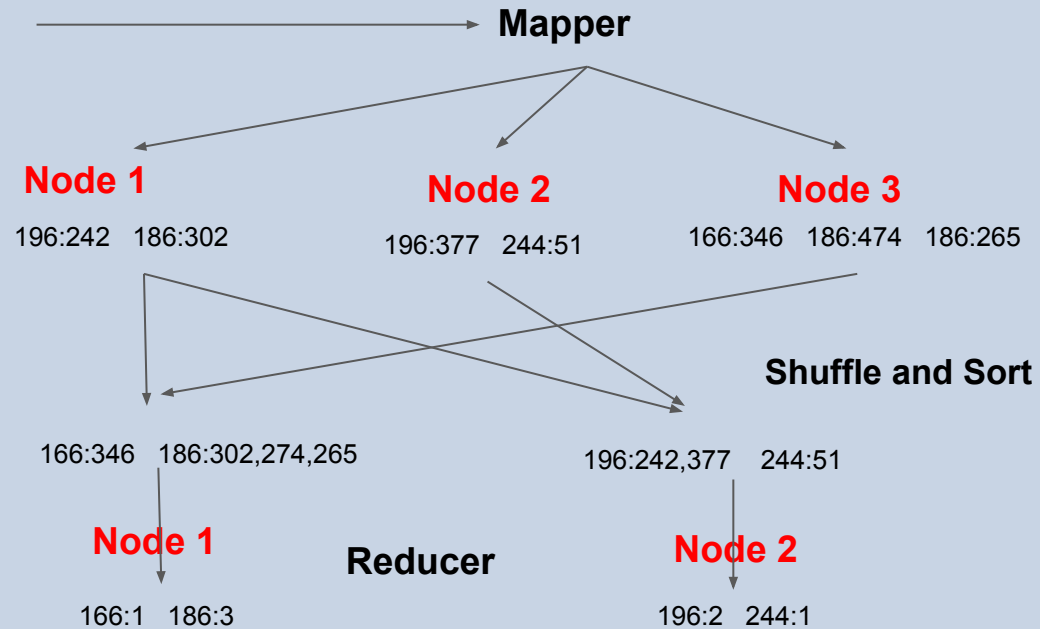 Mapper
Node 1
Node 2
Node 3
196:242 186:302
196:377 244:51
166:346 186:474 186:265
Shuffle and Sort
166:346 186:302,274,265
196:242,377 244:51
Node 1
Reducer
Node 2
166:1 186:3
196:2 244:1